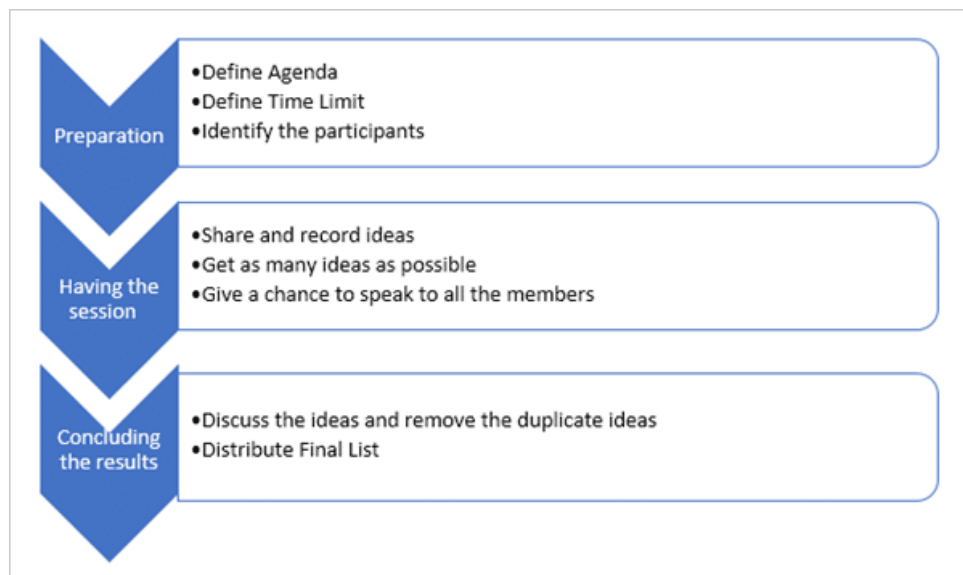 Preparation
•Define Agenda
•Define Time Limit
•Identify the participants
Having the
session
•Share and record ideas
•Get as many ideas as possible
•Give a chance to speak to all the members
Concluding
the results
•Discuss the ideas and remove the duplicate ideas
•Distribute Final List